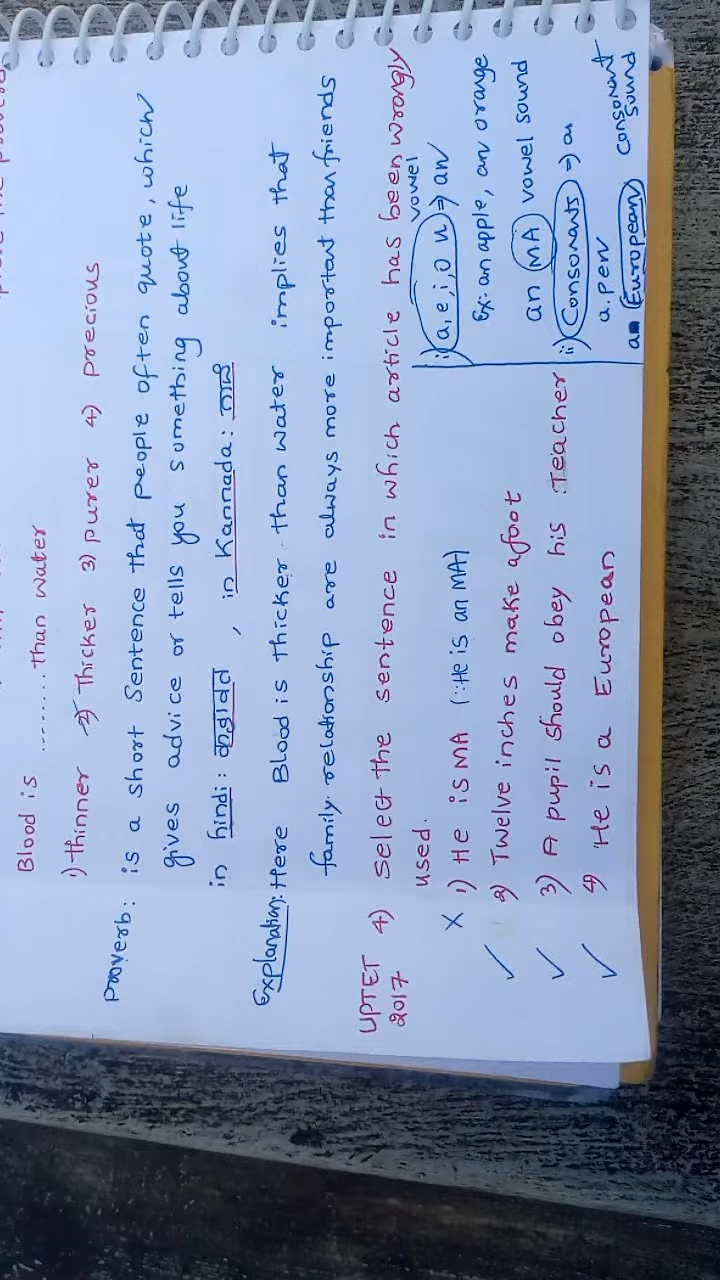 Blood is ......... than water
1) thinner 2) Thicker 3) purer 4) precious
proverb: is a short Sentence that people often quote, which
gives advice or tells you something about life
in hindi: कहावत , in Kannada: ಗಾದೆ
Explanation: Here Blood is thicker than water implies that
family relationship are always more important than friends
UPTET 2017 4) select the sentence in which article has been wrongly
used.
X 1) He is MA (∵He is an MA)
✓ 2) Twelve inches make a foot
✓ 3) A pupil should obey his Teacher
✓ 4) He is a European
vowel
i) a, e, i, o u ⇒ an
Ex: an apple, an orange
an MA vowel sound
ii) Consonants ⇒ a
a pen
a European consonant sound